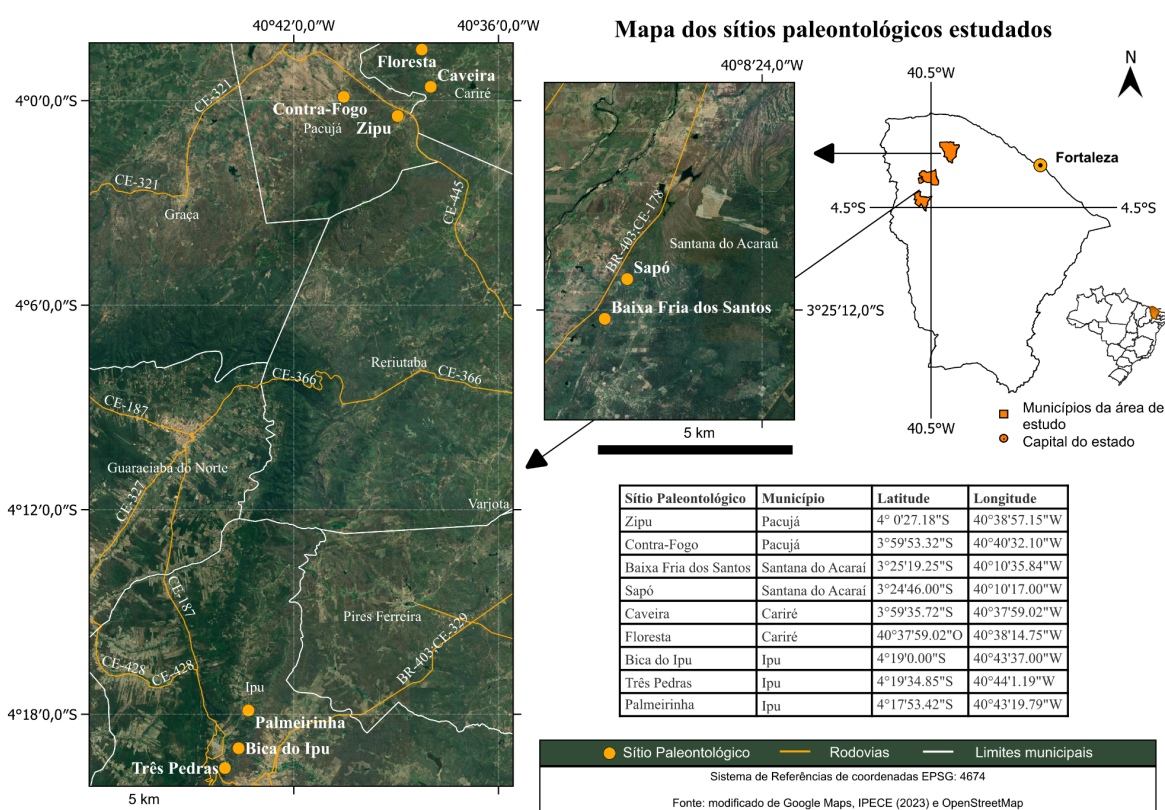 Mapa dos sítios paleontológicos estudados
40°42'0,0"W
40°36'0,0"W
4°0'0,0"S
4°6'0,0"S
4°12'0,0"S
4°18'0,0"S
Floresta
Caveira
Cariré
Contra-Fogo
Pacujá
Zipu
CE-321
CE-321
Graça
CE-445
Reriutaba
CE-366
CE-366
CE-187
Guaraciaba do Norte
CE-327
Varjota
CE-187
Pires Ferreira
BR-403;CE-329
CE-428
CE-428
Ipu
Palmeirinha
Bica do Ipu
Três Pedras
5 km
40°8'24,0"W
BR-403;CE-178
Santana do Acaraú
Sapó
Baixa Fria dos Santos
3°25'12,0"S
5 km
N
40.5°W
Fortaleza
4.5°S
4.5°S
40.5°W
Municípios da área de
estudo
Capital do estado
Sítio Paleontológico Município Latitude Longitude
Zipu Pacujá 4° 0'27.18"S 40°38'57.15"W
Contra-Fogo Pacujá 3°59'53.32"S 40°40'32.10"W
Baixa Fria dos Santos Santana do Acaraí 3°25'19.25"S 40°10'35.84"W
Sapó Santana do Acaraí 3°24'46.00"S 40°10'17.00"W
Caveira Cariré 3°59'35.72"S 40°37'59.02"W
Floresta Cariré 40°37'59.02"O 40°38'14.75"W
Bica do Ipu Ipu 4°19'0.00"S 40°43'37.00"W
Três Pedras Ipu 4°19'34.85"S 40°44'1.19"W
Palmeirinha Ipu 4°17'53.42"S 40°43'19.79"W
Sítio Paleontológico Rodovias Limites municipais
Sistema de Referências de coordenadas EPSG: 4674
Fonte: modificado de Google Maps, IPECE (2023) e OpenStreetMap